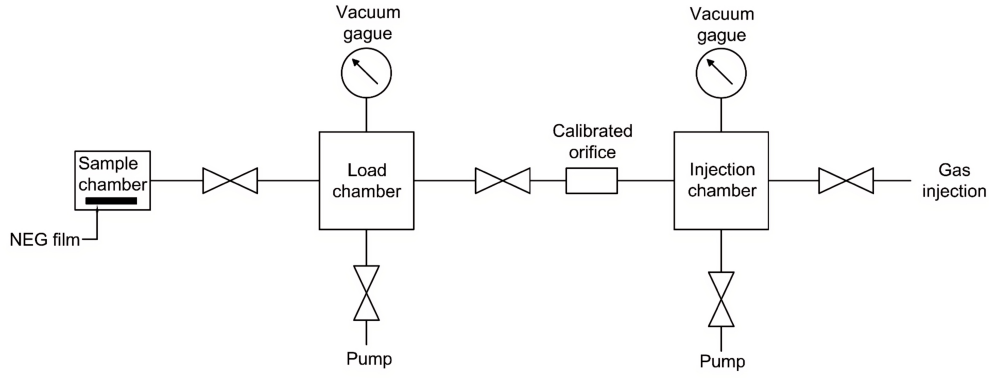 Vacuum
gague
Vacuum
gague
Calibrated
orifice
Sample
chamber
Load
chamber
Injection
chamber
Gas
injection
NEG film
Pump
Pump